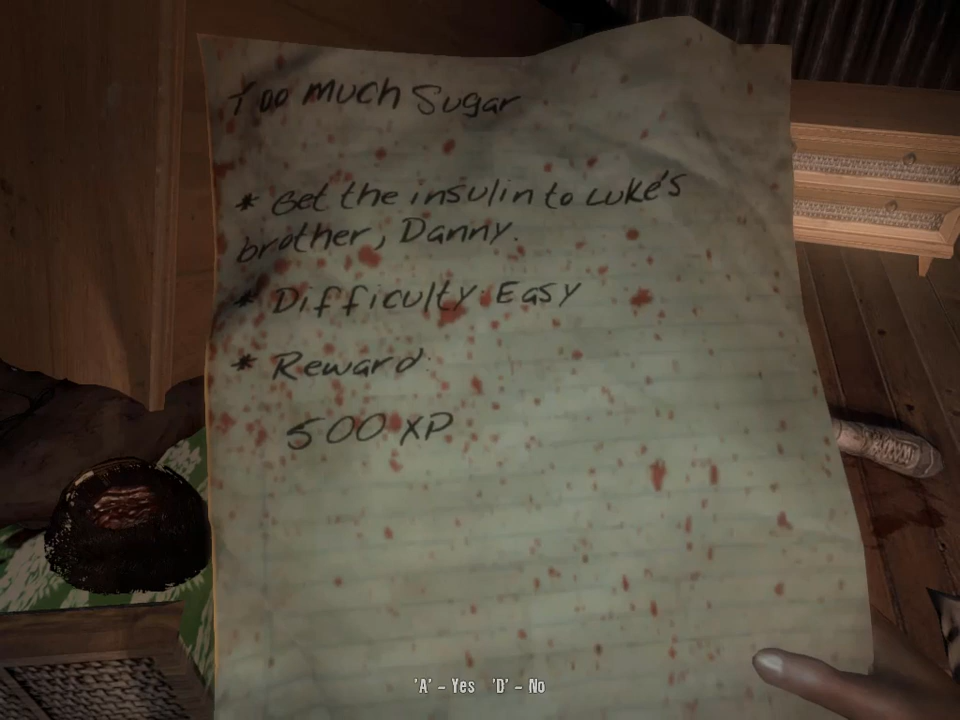 Too Much Sugar
* Get the insulin to Luke's
brother, Danny.
* Difficulty: Easy
* Reward:
500 XP
'A' - Yes 'D' - No